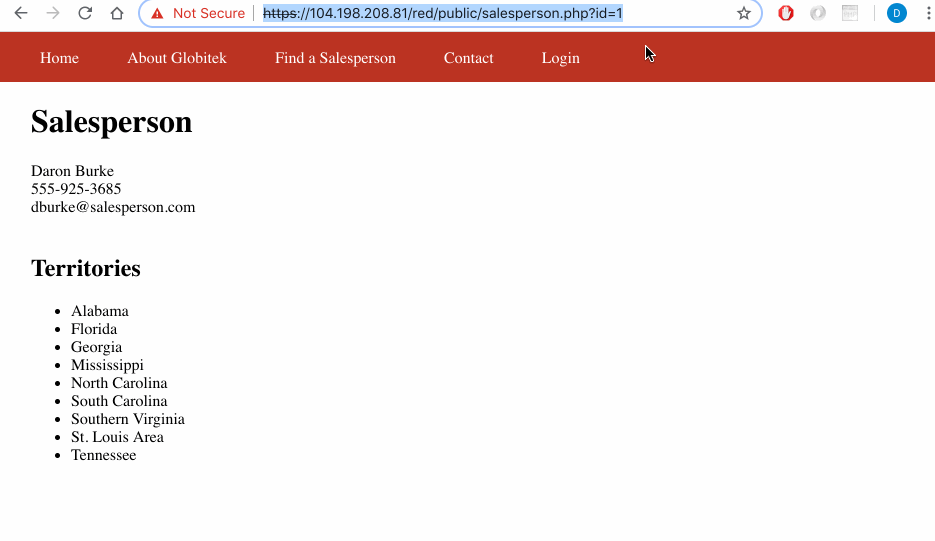 Not Secure https://104.198.208.81/red/public/salesperson.php?id=1 D
Home About Globitek Find a Salesperson Contact Login
Salesperson
Daron Burke
555-925-3685
dburke@salesperson.com
Territories
Alabama
Florida
Georgia
Mississippi
North Carolina
South Carolina
Southern Virginia
St. Louis Area
Tennessee